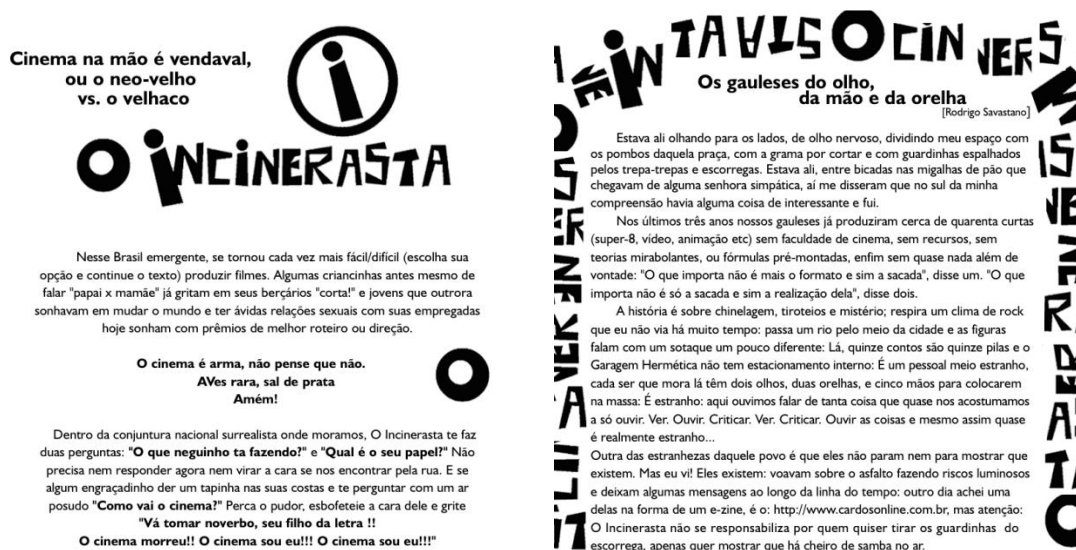 Cinema na mão é vendaval,
ou o neo-velho
vs. o velhaco
O INCINERASTA
Nesse Brasil emergente, se tornou cada vez mais fácil/difícil (escolha sua
opção e continue o texto) produzir filmes. Algumas criancinhas antes mesmo de
falar "papai x mamãe" já gritam em seus berçários "corta!" e jovens que outrora
sonhavam em mudar o mundo e ter ávidas relações sexuais com suas empregadas
hoje sonham com prêmios de melhor roteiro ou direção.
O cinema é arma, não pense que não.
AVes rara, sal de prata
Amém!
Dentro da conjuntura nacional surrealista onde moramos, O Incinerasta te faz
duas perguntas: "O que neguinho ta fazendo?" e "Qual é o seu papel?" Não
precisa nem responder agora nem virar a cara se nos encontrar pela rua. E se
algum engraçadinho der um tapinha nas suas costas e te perguntar com um ar
posudo "Como vai o cinema?" Perca o pudor, esbofeteie a cara dele e grite
"Vá tomar noverbo, seu filho da letra !!
O cinema morreu!! O cinema sou eu!!! O cinema sou eu!!!"
Os gauleses do olho,
da mão e da orelha
[Rodrigo Savastano]
Estava ali olhando para os lados, de olho nervoso, dividindo meu espaço com
os pombos daquela praça, com a grama por cortar e com guardinhas espalhados
pelos trepa-trepas e escorregas. Estava ali, entre bicadas nas migalhas de pão que
chegavam de alguma senhora simpática, aí me disseram que no sul da minha
compreensão havia alguma coisa de interessante e fui.
Nos últimos três anos nossos gauleses já produziram cerca de quarenta curtas
(super-8, vídeo, animação etc) sem faculdade de cinema, sem recursos, sem
teorias mirabolantes, ou fórmulas pré-montadas, enfim sem quase nada além de
vontade: "O que importa não é mais o formato e sim a sacada", disse um. "O que
importa não é só a sacada e sim a realização dela", disse dois.
A história é sobre chinelagem, tiroteios e mistério; respira um clima de rock
que eu não via há muito tempo: passa um rio pelo meio da cidade e as figuras
falam com um sotaque um pouco diferente: Lá, quinze contos são quinze pilas e o
Garagem Hermética não tem estacionamento interno: É um pessoal meio estranho,
cada ser que mora lá têm dois olhos, duas orelhas, e cinco mãos para colocarem
na massa: É estranho: aqui ouvimos falar de tanta coisa que quase nos acostumamos
a só ouvir. Ver. Ouvir. Criticar. Ver. Criticar. Ouvir as coisas e mesmo assim quase
é realmente estranho...
Outra das estranhezas daquele povo é que eles não param nem para mostrar que
existem. Mas eu vi! Eles existem: voavam sobre o asfalto fazendo riscos luminosos
e deixam algumas mensagens ao longo da linha do tempo: outro dia achei uma
delas na forma de um e-zine, é o: http://www.cardosonline.com.br, mas atenção:
O Incinerasta não se responsabiliza por quem quiser tirar os guardinhas do
escorrega, apenas quer mostrar que há cheiro de samba no ar.